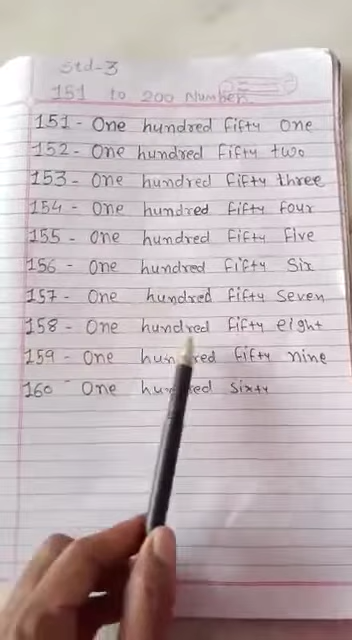 Std-3
151 to 200 Number
151 - One hundred fifty one
152 - One hundred fifty two
153 - One hundred fifty three
154 - One hundred fifty four
155 - One hundred fifty five
156 - One hundred fifty six
157 - One hundred fifty seven
158 - One hundred fifty eight
159 - One hundred fifty nine
160 - One hundred sixty